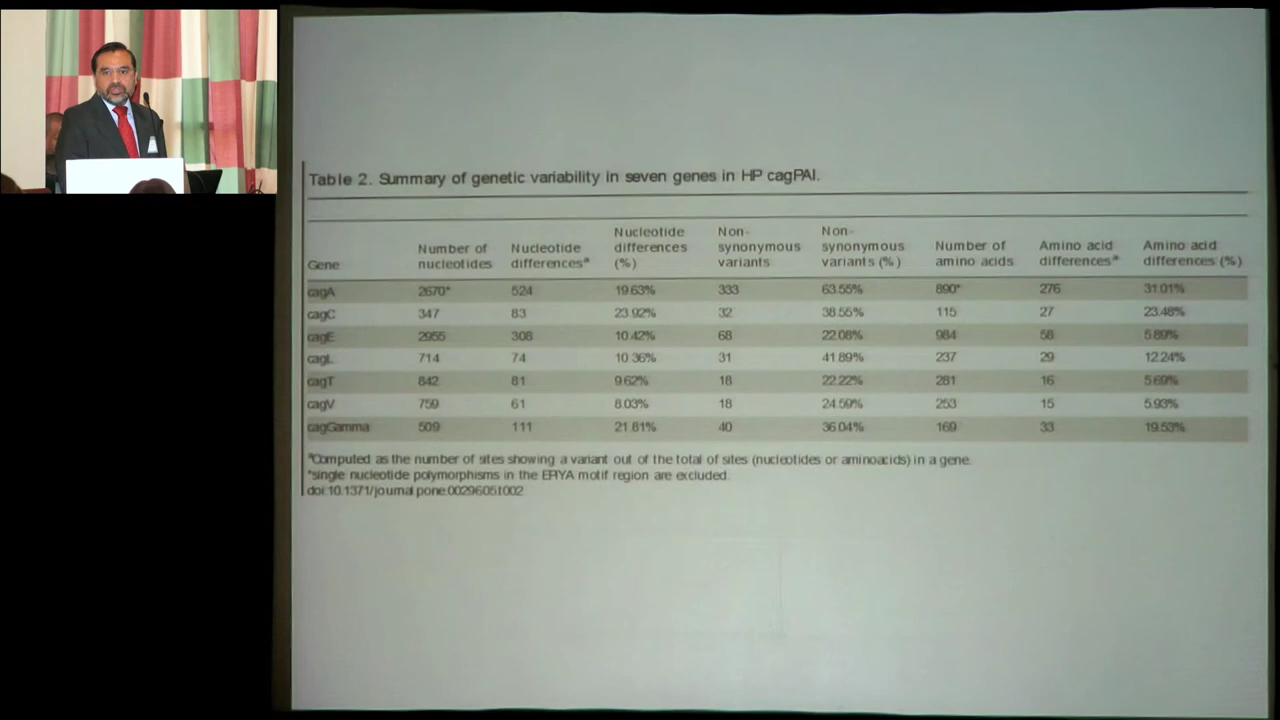 Table 2. Summary of genetic variability in seven genes in HP cagPAI.
Gene Number of nucleotides Nucleotide differencesª Nucleotide differences (%) Non-synonymous variants Non-synonymous variants (%) Number of amino acids Amino acid differencesª Amino acid differences (%)
cagA 2670* 524 19.63% 333 63.55% 890* 276 31.01%
cagC 347 83 23.92% 32 38.55% 115 27 23.48%
cagE 2955 308 10.42% 68 22.08% 984 58 5.89%
cagL 714 74 10.36% 31 41.89% 237 29 12.24%
cagT 842 81 9.62% 18 22.22% 281 16 5.69%
cagV 759 61 8.03% 18 24.59% 253 15 5.93%
cagGamma 509 111 21.81% 40 36.04% 169 33 19.53%
ªComputed as the number of sites showing a variant out of the total of sites (nucleotides or aminoacids) in a gene.
*single nucleotide polymorphisms in the EPIYA motif region are excluded.
doi:10.1371/journal.pone.0029605.t002